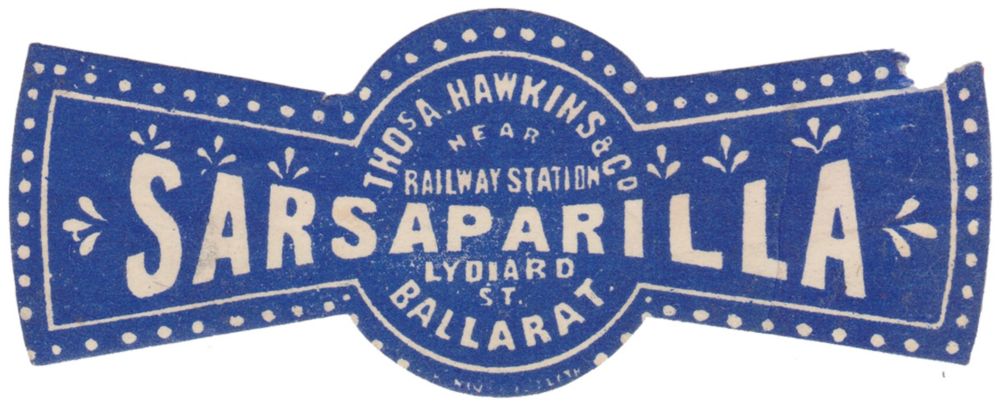 THOS. A. HAWKINS & CO
NEAR
RAILWAY STATION
SARSAPARILLA
LYDIARD
ST.
BALLARAT.